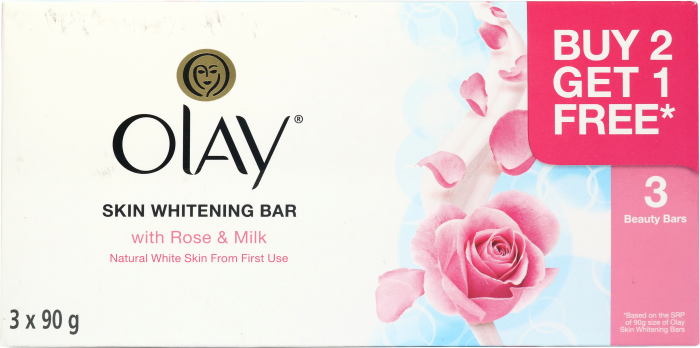 OLAY®
SKIN WHITENING BAR
with Rose & Milk
Natural White Skin From First Use
3 x 90 g
BUY 2
GET 1
FREE*
3
Beauty Bars
*Based on the SRP
of 90g size of Olay
Skin Whitening Bars